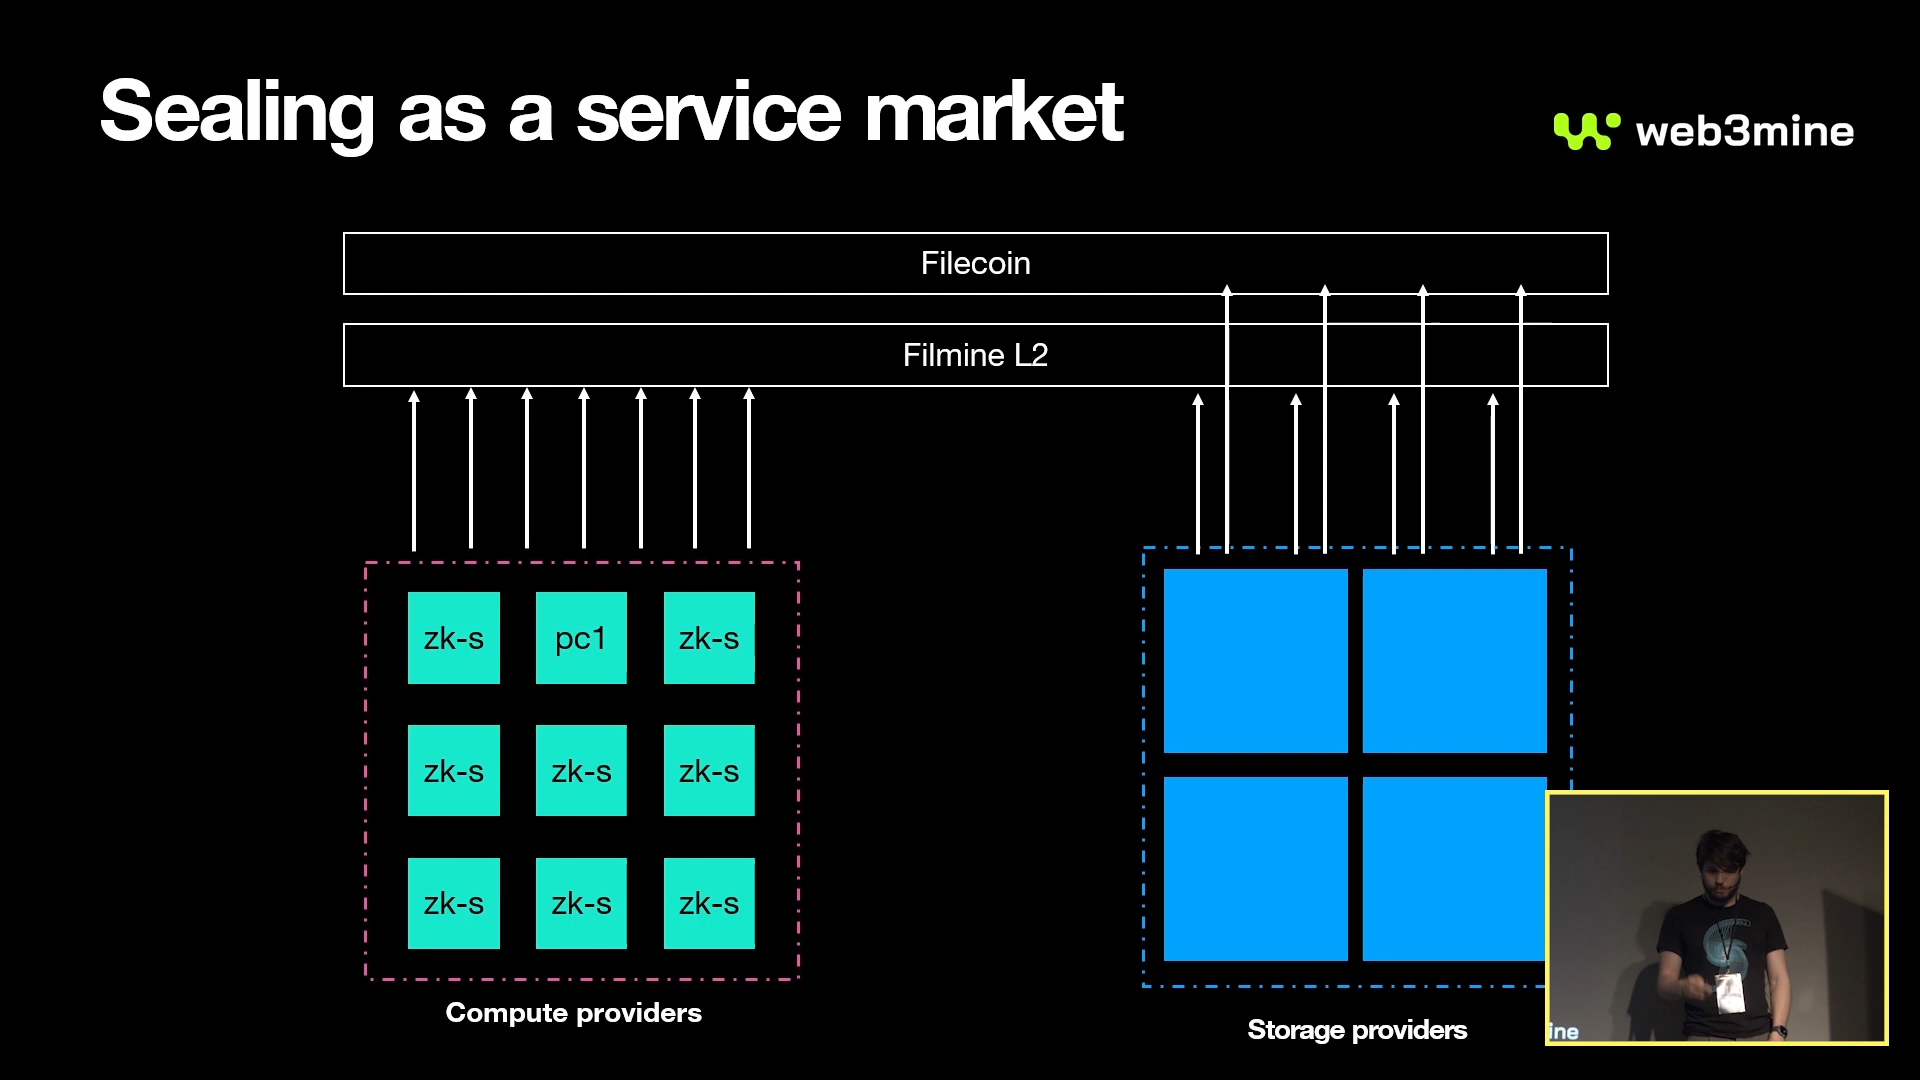 Sealing as a service market
web3mine
Filecoin
Filmine L2
zk-s pc1 zk-s
zk-s zk-s zk-s
zk-s zk-s zk-s
Compute providers
Storage providers
ine